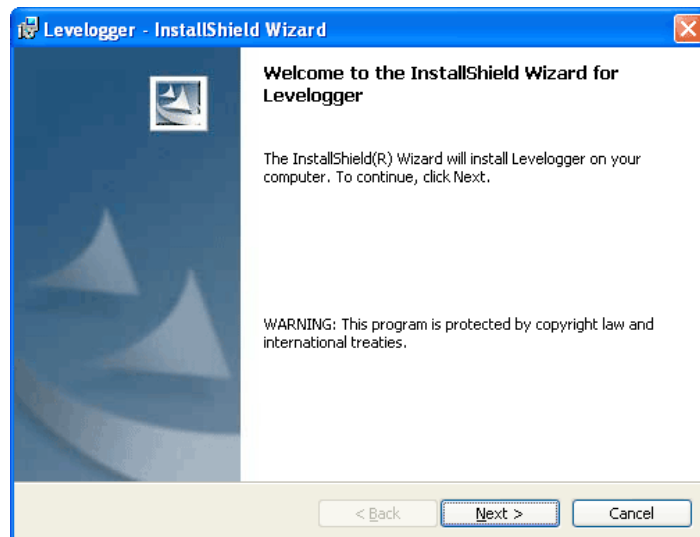 Levelogger - InstallShield Wizard
Welcome to the InstallShield Wizard for
Levelogger
The InstallShield(R) Wizard will install Levelogger on your
computer. To continue, click Next.
WARNING: This program is protected by copyright law and
international treaties.
< Back Next > Cancel